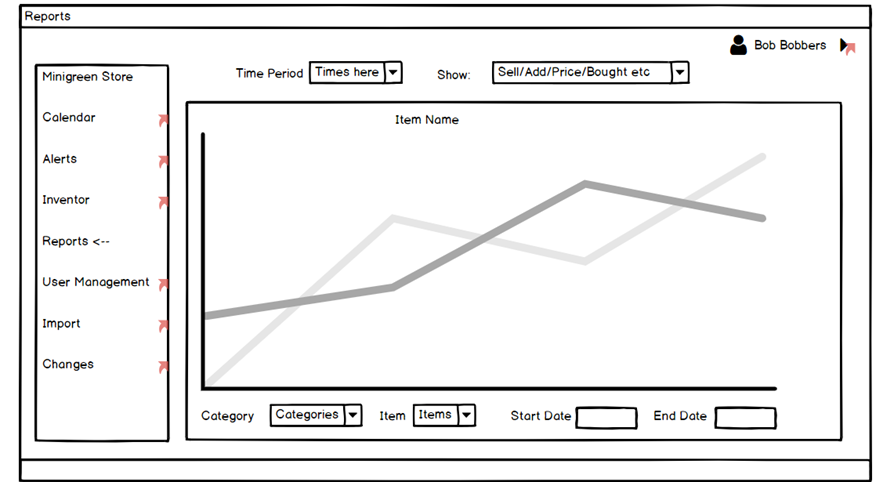 Reports
Bob Bobbers
Minigreen Store
Time Period Times here Show: Sell/Add/Price/Bought etc
Calendar
Item Name
Alerts
Inventor
Reports <--
User Management
Import
Changes
Category Categories Item Items Start Date End Date